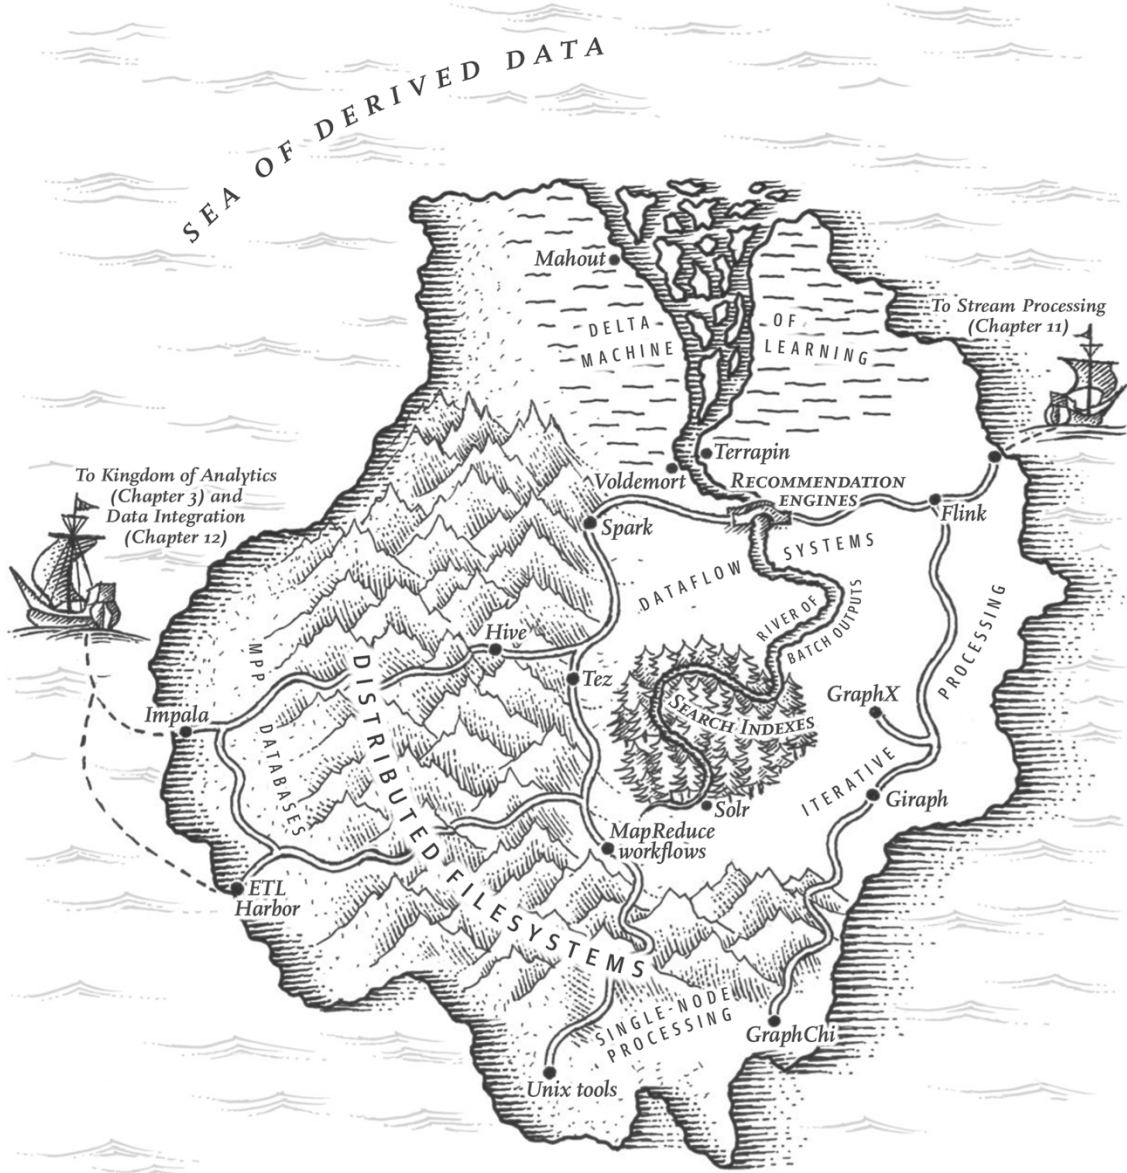 SEA OF DERIVED DATA
Mahout
DELTA OF
MACHINE LEARNING
To Stream Processing
(Chapter 11)
To Kingdom of Analytics
(Chapter 3) and
Data Integration
(Chapter 12)
Terrapin
Voldemort
RECOMMENDATION
ENGINES
Spark
Flink
DATAFLOW SYSTEMS
RIVER OF
BATCH OUTPUTS
Hive
Tez
MPP DATABASES
DISTRIBUTED FILESYSTEMS
Impala
GraphX
SEARCH INDEXES
ITERATIVE PROCESSING
Giraph
Solr
MapReduce
workflows
ETL
Harbor
SINGLE-NODE
PROCESSING
GraphChi
Unix tools